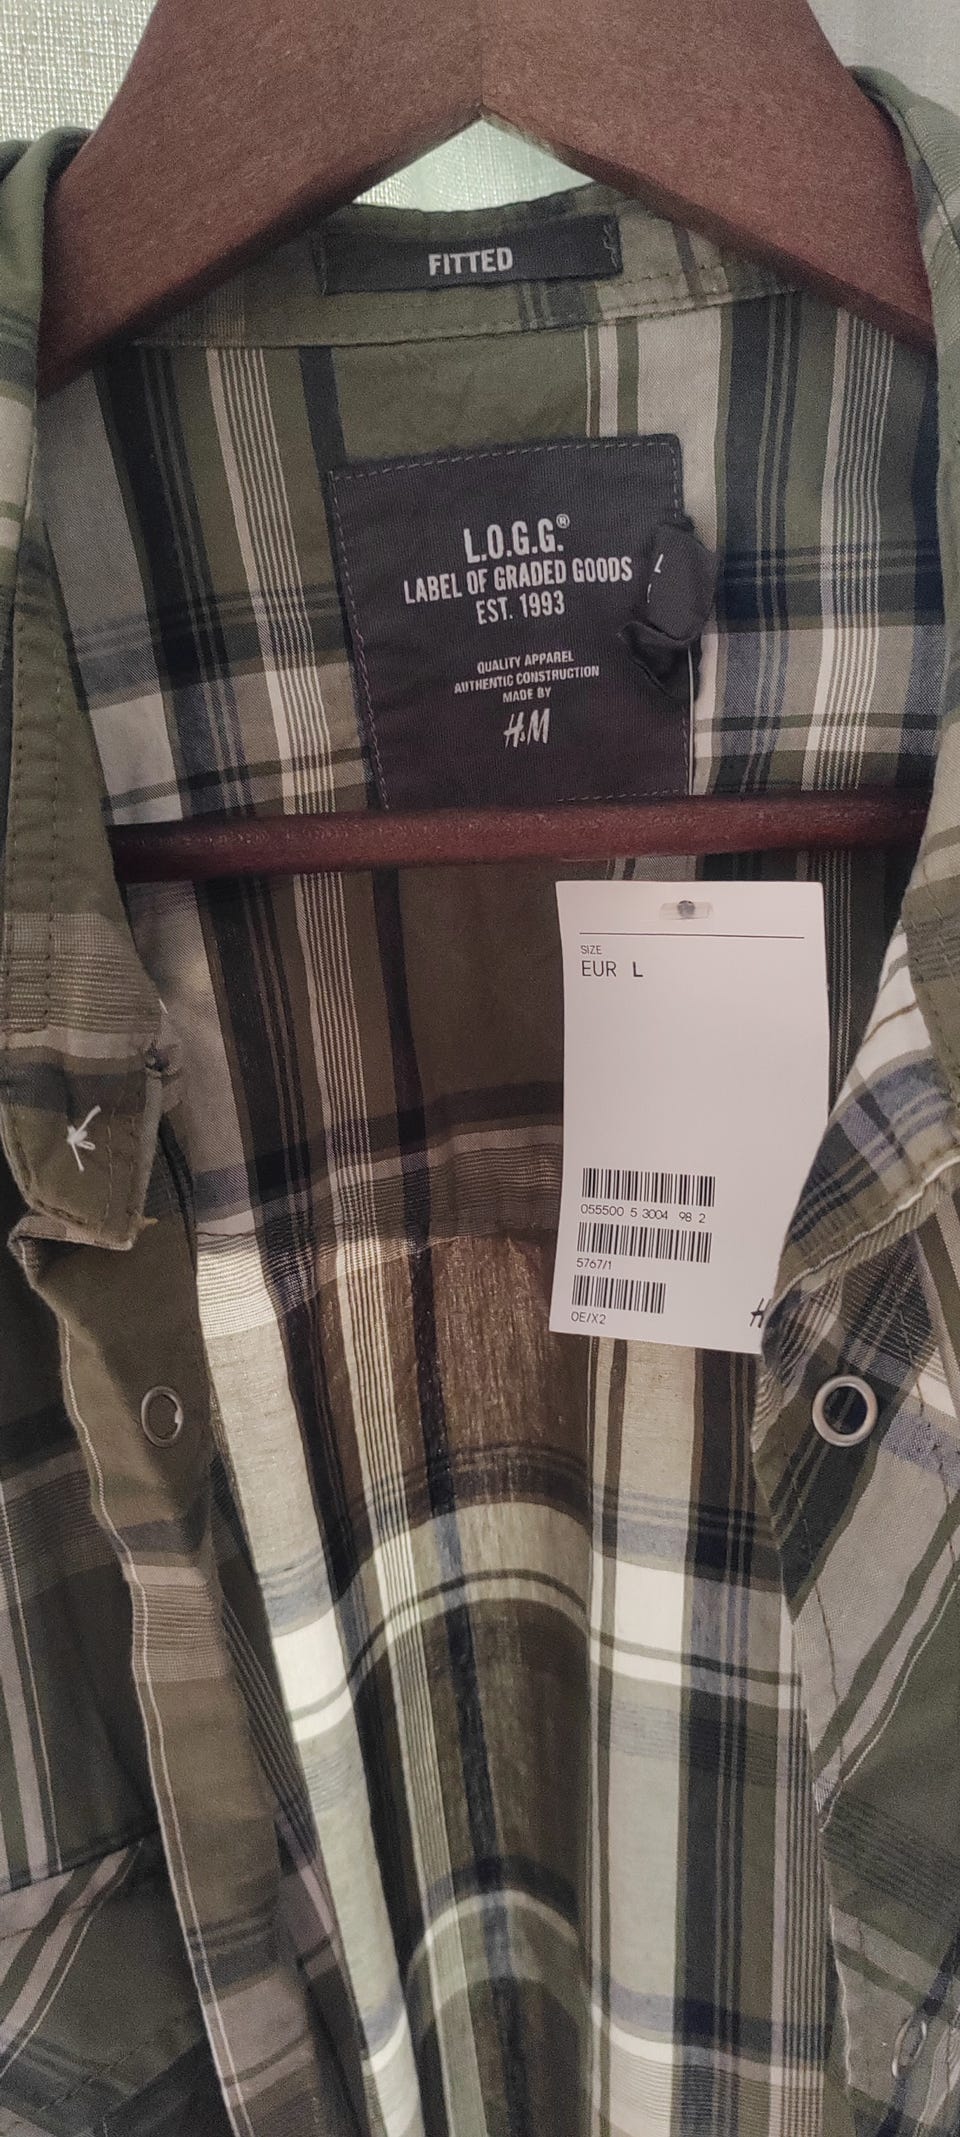 FITTED
L.O.G.G.®
LABEL OF GRADED GOODS
EST. 1993
QUALITY APPAREL
AUTHENTIC CONSTRUCTION
MADE BY
H&M
L
SIZE
EUR L
055500 5 3004 98 2
5767/1
OE/X2
H